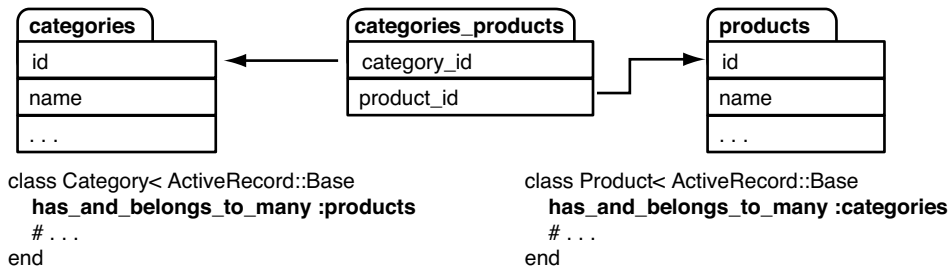 categories
id
name
. . .
categories_products
category_id
product_id
products
id
name
. . .
class Category< ActiveRecord::Base
has_and_belongs_to_many :products
# . . .
end
class Product< ActiveRecord::Base
has_and_belongs_to_many :categories
# . . .
end